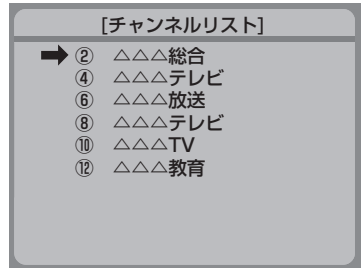 [チャンネルリスト]
➡ ② △△△総合
④ △△△テレビ
⑥ △△△放送
⑧ △△△テレビ
⑩ △△△TV
⑫ △△△教育